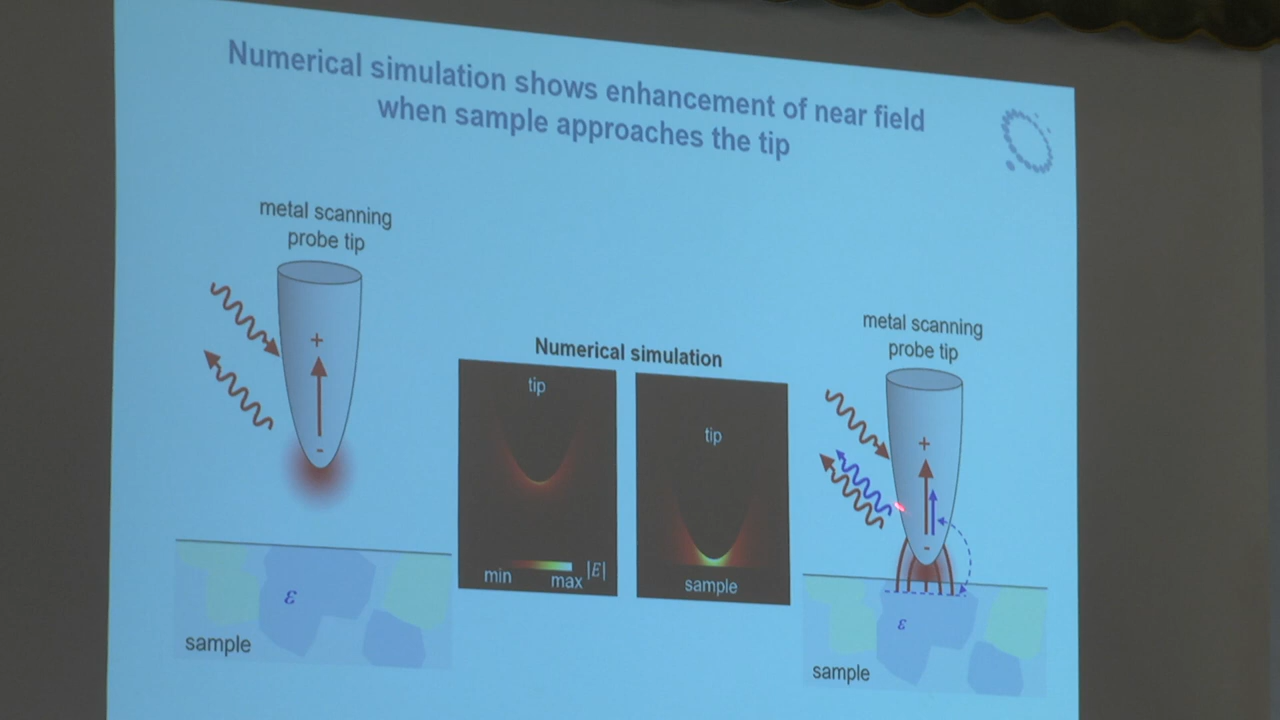 Numerical simulation shows enhancement of near field
when sample approaches the tip
metal scanning
probe tip
+
-
ε
sample
Numerical simulation
tip
min
max
|E|
tip
sample
metal scanning
probe tip
+
-
ε
sample